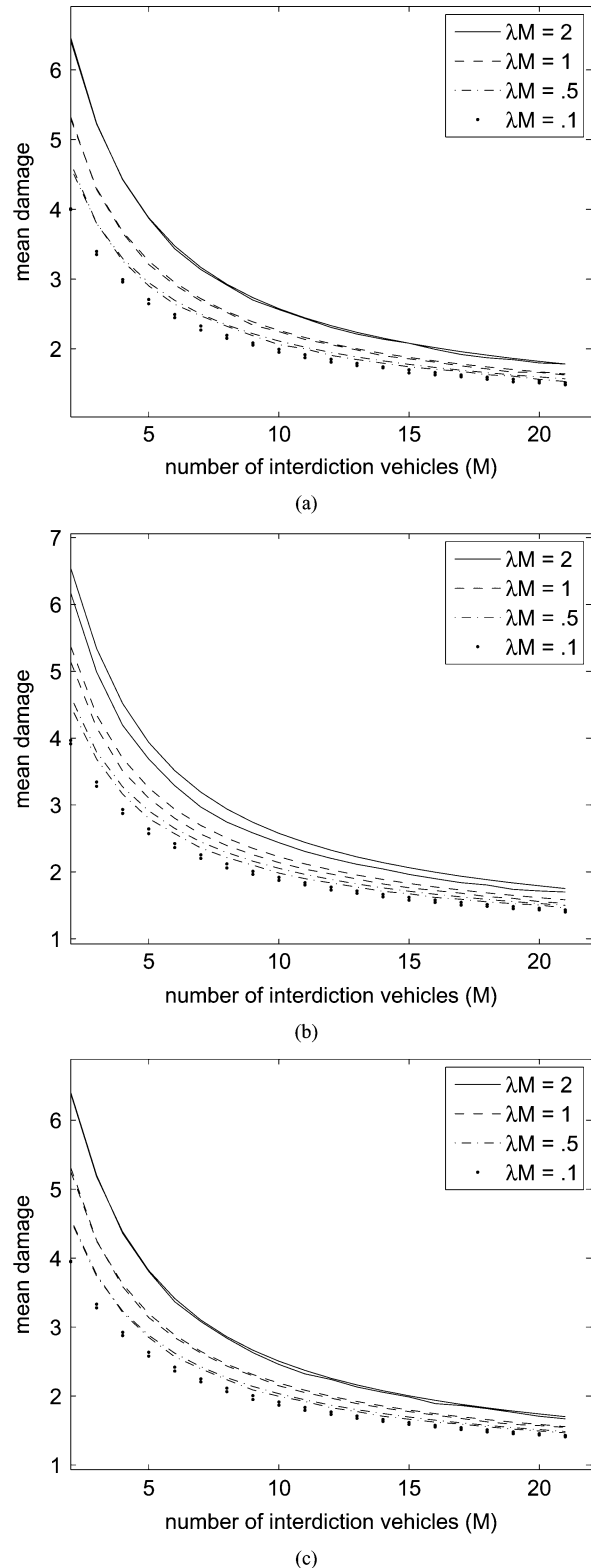 λM = 2
λM = 1
λM = .5
λM = .1
6
5
4
3
2
mean damage
5
10
15
20
number of interdiction vehicles (M)
(a)
λM = 2
λM = 1
λM = .5
λM = .1
7
6
5
4
3
2
1
mean damage
5
10
15
20
number of interdiction vehicles (M)
(b)
λM = 2
λM = 1
λM = .5
λM = .1
6
5
4
3
2
1
mean damage
5
10
15
20
number of interdiction vehicles (M)
(c)